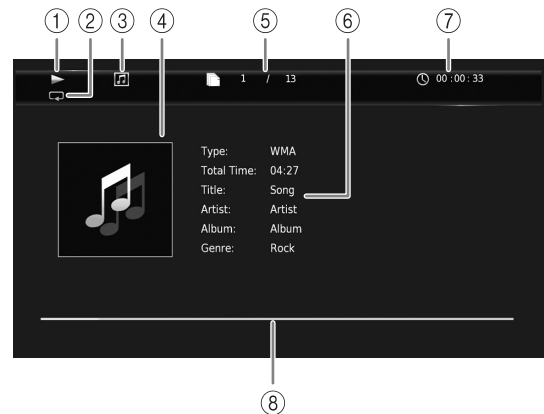 ① ② ③ ④ ⑤ ⑥ ⑦
1 / 13 00:00:33
Type: WMA
Total Time: 04:27
Title: Song
Artist: Artist
Album: Album
Genre: Rock
⑧